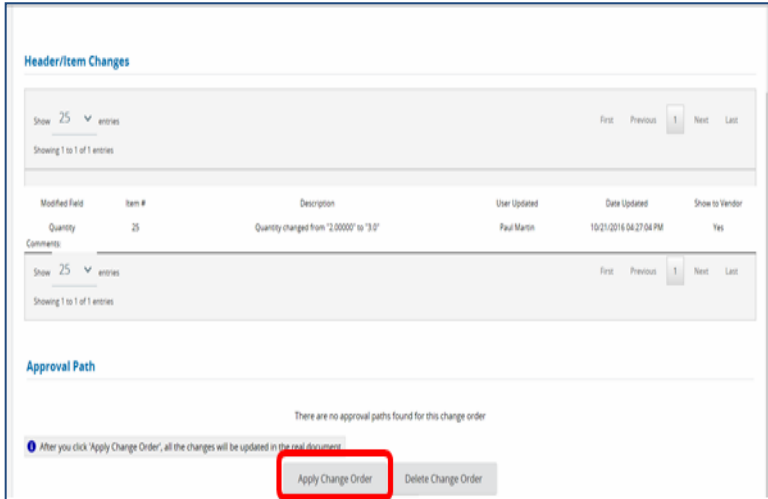 Header/Item Changes
Show 25 entries First Previous 1 Next Last
Showing 1 to 1 of 1 entries
Modified Field Item # Description User Updated Date Updated Show to Vendor
Quantity 25 Quantity changed from "2.00000" to "3.0" Paul Martin 10/21/2016 04:27:04 PM Yes
Comments:
Show 25 entries First Previous 1 Next Last
Showing 1 to 1 of 1 entries
Approval Path
There are no approval paths found for this change order
After you click 'Apply Change Order', all the changes will be updated in the real document
Apply Change Order Delete Change Order